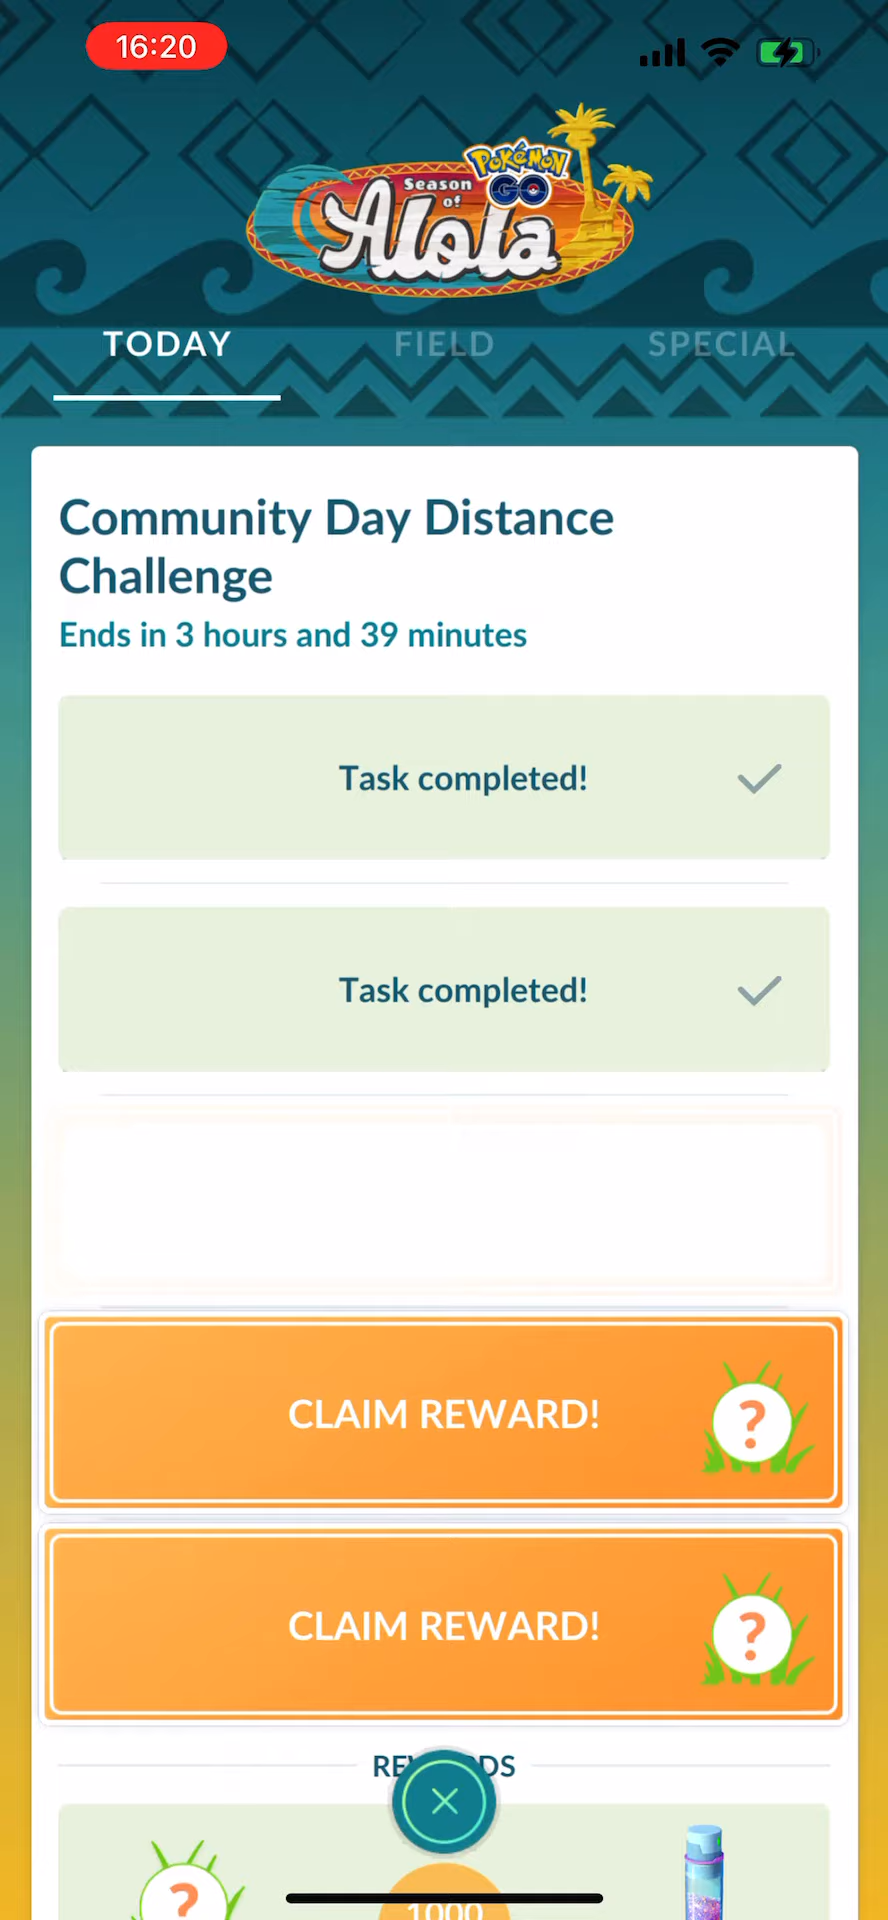 16:20
POKÉMON
GO
Season
of
Alola
TODAY
FIELD
SPECIAL
Community Day Distance
Challenge
Ends in 3 hours and 39 minutes
Task completed!
Task completed!
CLAIM REWARD!
?
CLAIM REWARD!
?
?
1000